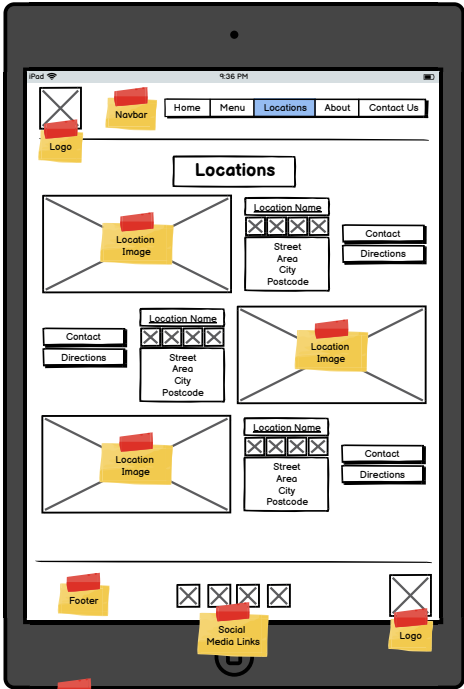 iPad 9:36 PM
Navbar
Home Menu Locations About Contact Us
Logo
Locations
Location
Image
Location Name
Street
Area
City
Postcode
Contact
Directions
Contact
Directions
Location Name
Street
Area
City
Postcode
Location
Image
Location
Image
Location Name
Street
Area
City
Postcode
Contact
Directions
Footer
Social
Media Links
Logo